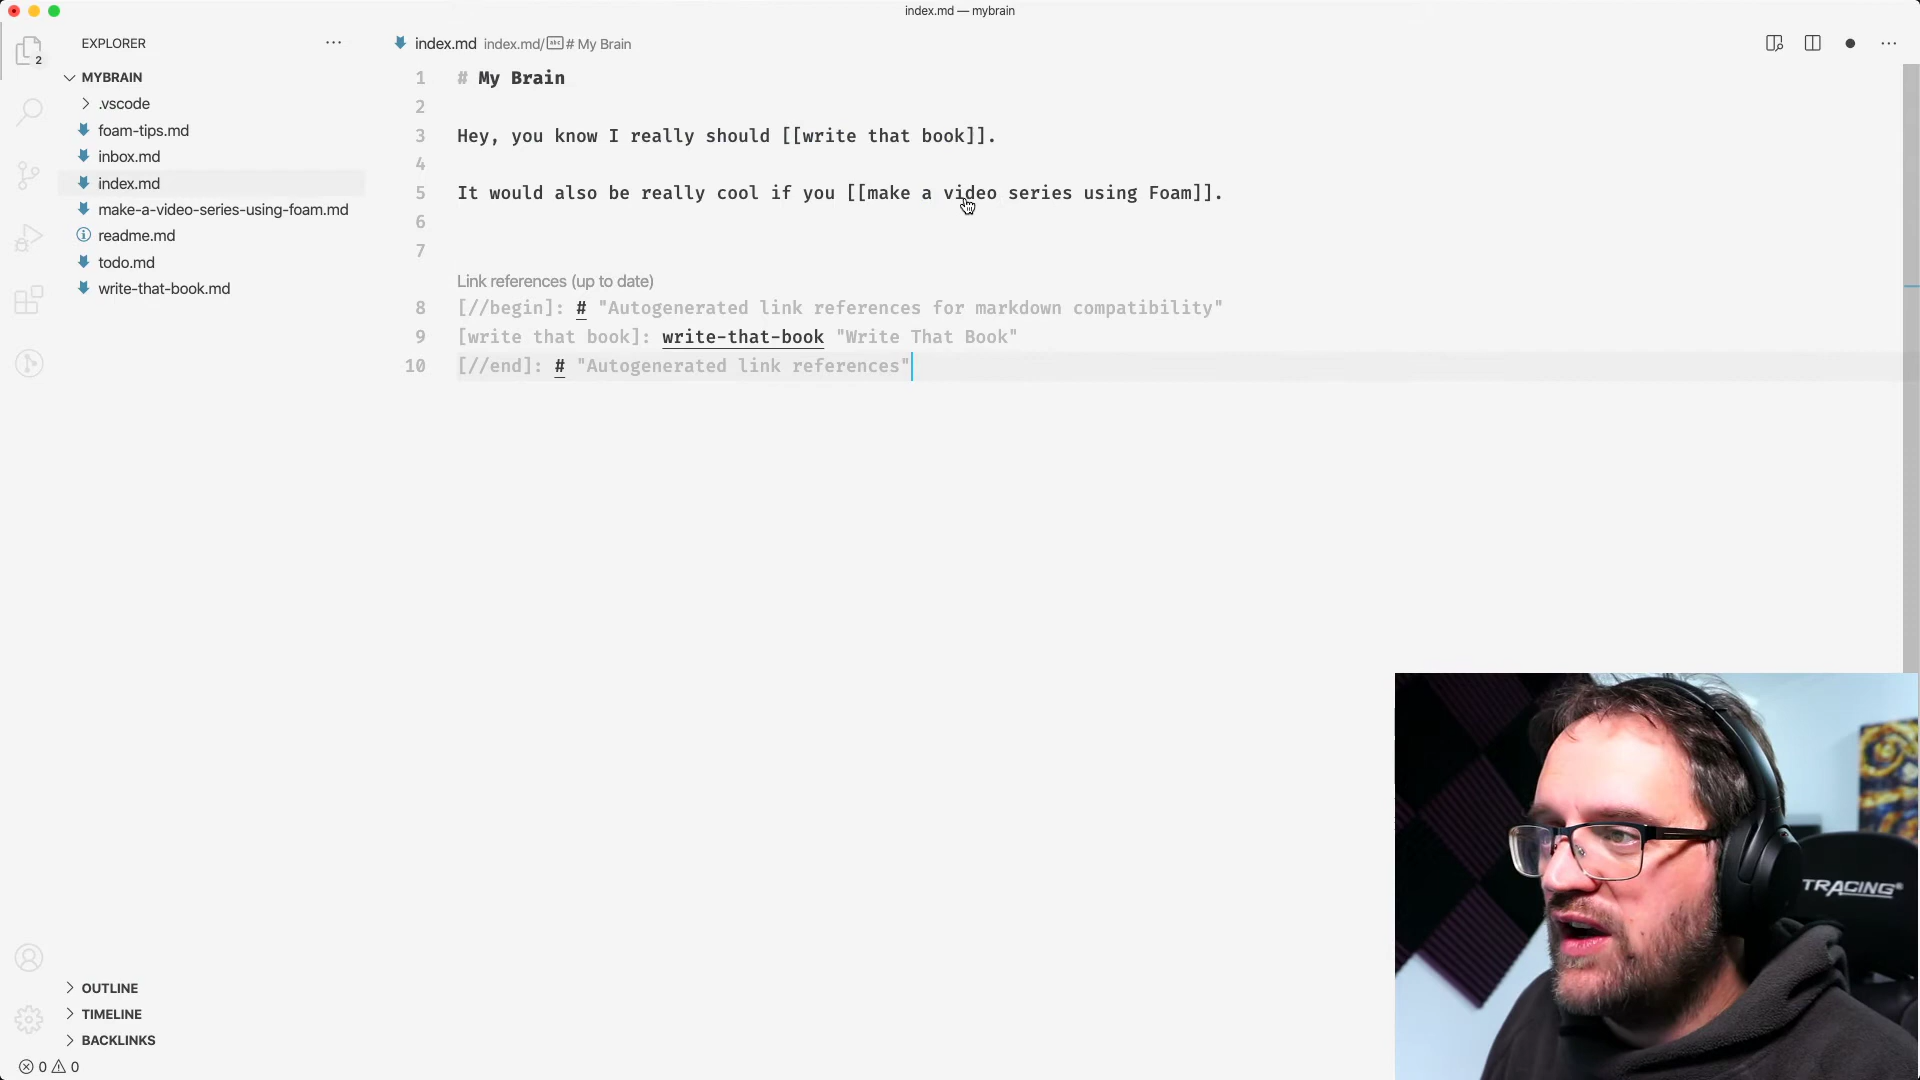 index.md — mybrain
EXPLORER
2
MYBRAIN
.vscode
foam-tips.md
inbox.md
index.md
make-a-video-series-using-foam.md
readme.md
todo.md
write-that-book.md
OUTLINE
TIMELINE
BACKLINKS
0 0
index.md index.md/ # My Brain
1 # My Brain
2
3 Hey, you know I really should [[write that book]].
4
5 It would also be really cool if you [[make a video series using Foam]].
6
7
Link references (up to date)
8 [//begin]: # "Autogenerated link references for markdown compatibility"
9 [write that book]: write-that-book "Write That Book"
10 [//end]: # "Autogenerated link references"
TRACING®